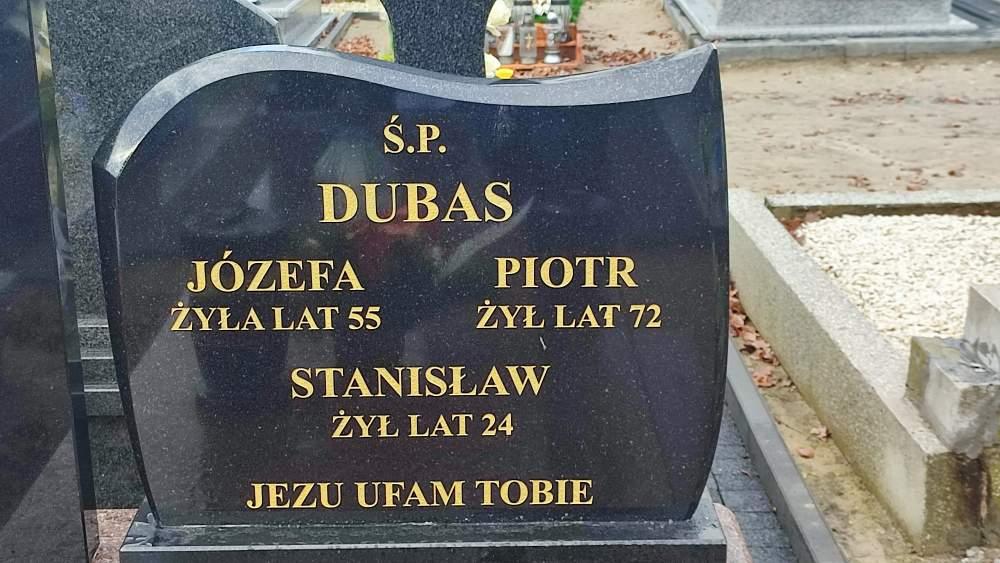 Ś.P.
DUBAS
JÓZEFA PIOTR
ŻYŁA LAT 55 ŻYŁ LAT 72
STANISŁAW
ŻYŁ LAT 24
JEZU UFAM TOBIE